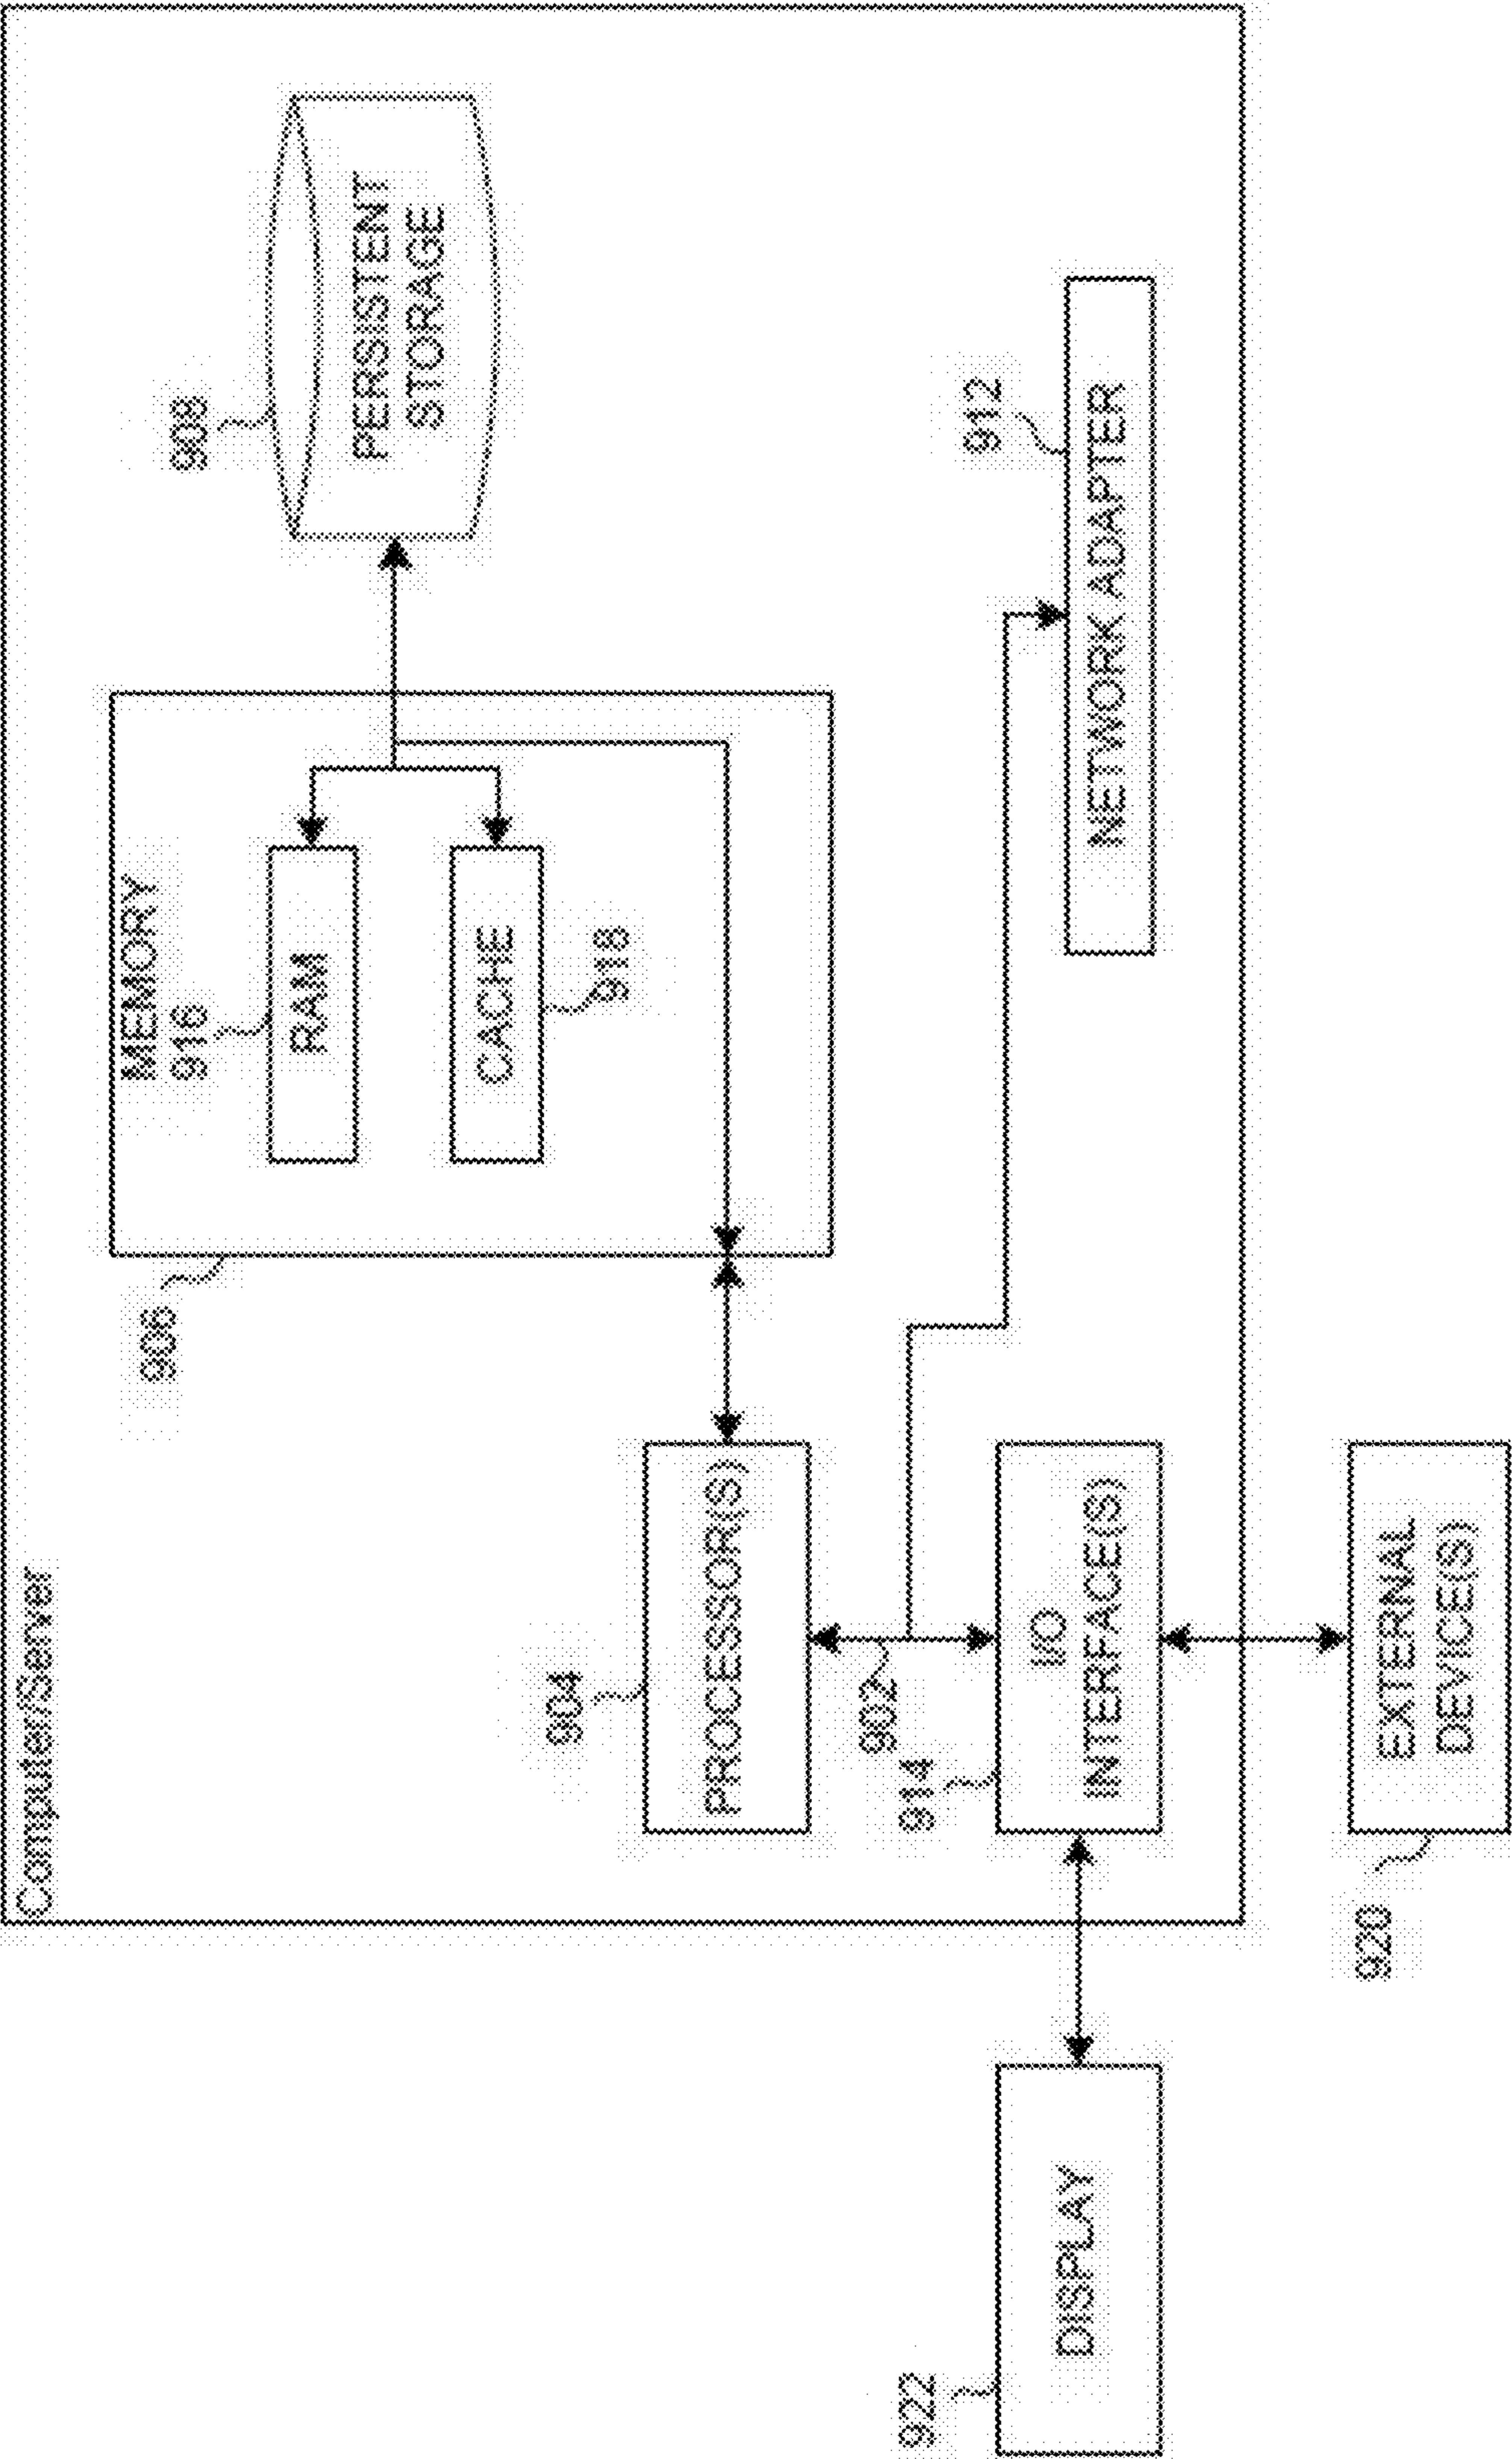 Computer/Server
906
MEMORY
916
RAM
CACHE
918
908
PERSISTENT
STORAGE
904
PROCESSOR(S)
902
914
I/O
INTERFACE(S)
912
NETWORK ADAPTER
922
DISPLAY
920
EXTERNAL
DEVICE(S)